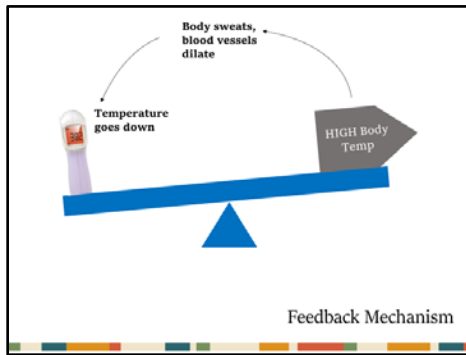 Body sweats,
blood vessels
dilate
Temperature
goes down
HIGH Body
Temp
Feedback Mechanism